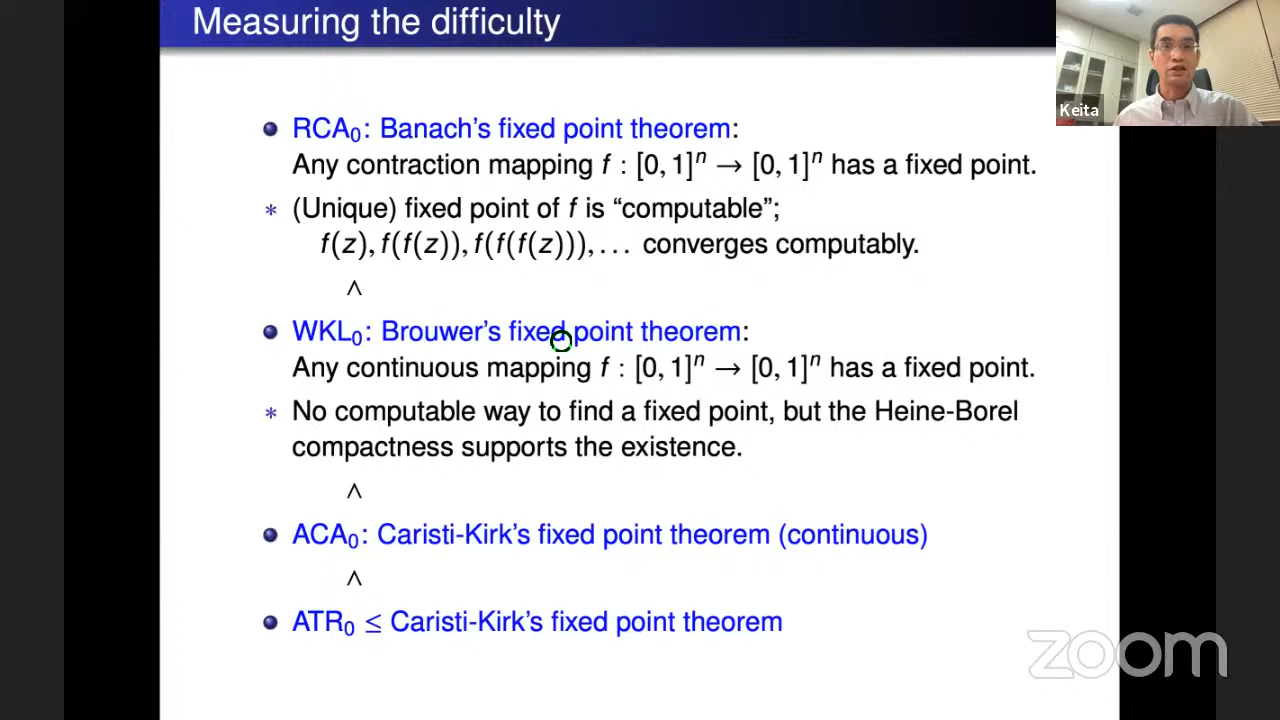 Measuring the difficulty
Keita
• RCA₀: Banach's fixed point theorem:
Any contraction mapping f : [0, 1]ⁿ → [0, 1]ⁿ has a fixed point.
* (Unique) fixed point of f is “computable”;
f(z), f(f(z)), f(f(f(z))), . . . converges computably.
∧
• WKL₀: Brouwer's fixed point theorem:
Any continuous mapping f : [0, 1]ⁿ → [0, 1]ⁿ has a fixed point.
* No computable way to find a fixed point, but the Heine-Borel
compactness supports the existence.
∧
• ACA₀: Caristi-Kirk's fixed point theorem (continuous)
∧
• ATR₀ ≤ Caristi-Kirk's fixed point theorem
zoom